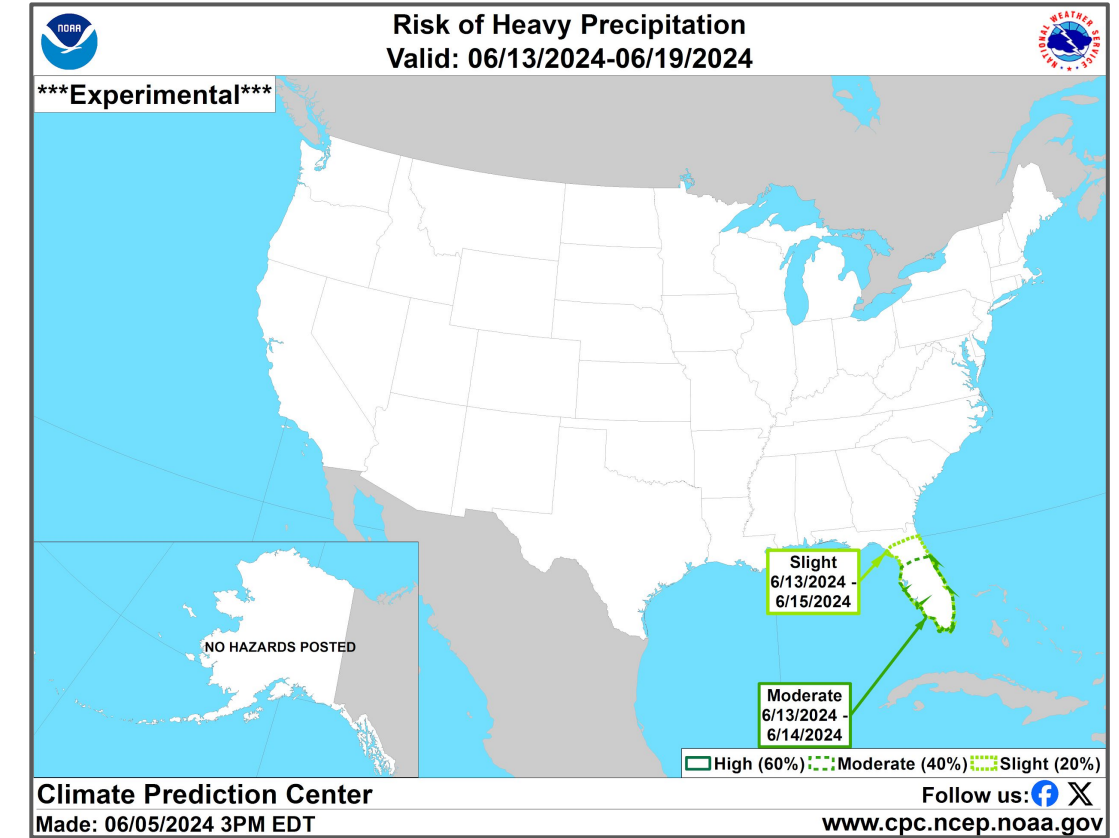 NOAA
Risk of Heavy Precipitation
Valid: 06/13/2024-06/19/2024
NATIONAL WEATHER SERVICE
***Experimental***
Slight
6/13/2024 -
6/15/2024
NO HAZARDS POSTED
Moderate
6/13/2024 -
6/14/2024
High (60%) Moderate (40%) Slight (20%)
Climate Prediction Center
Follow us:
Made: 06/05/2024 3PM EDT
www.cpc.ncep.noaa.gov